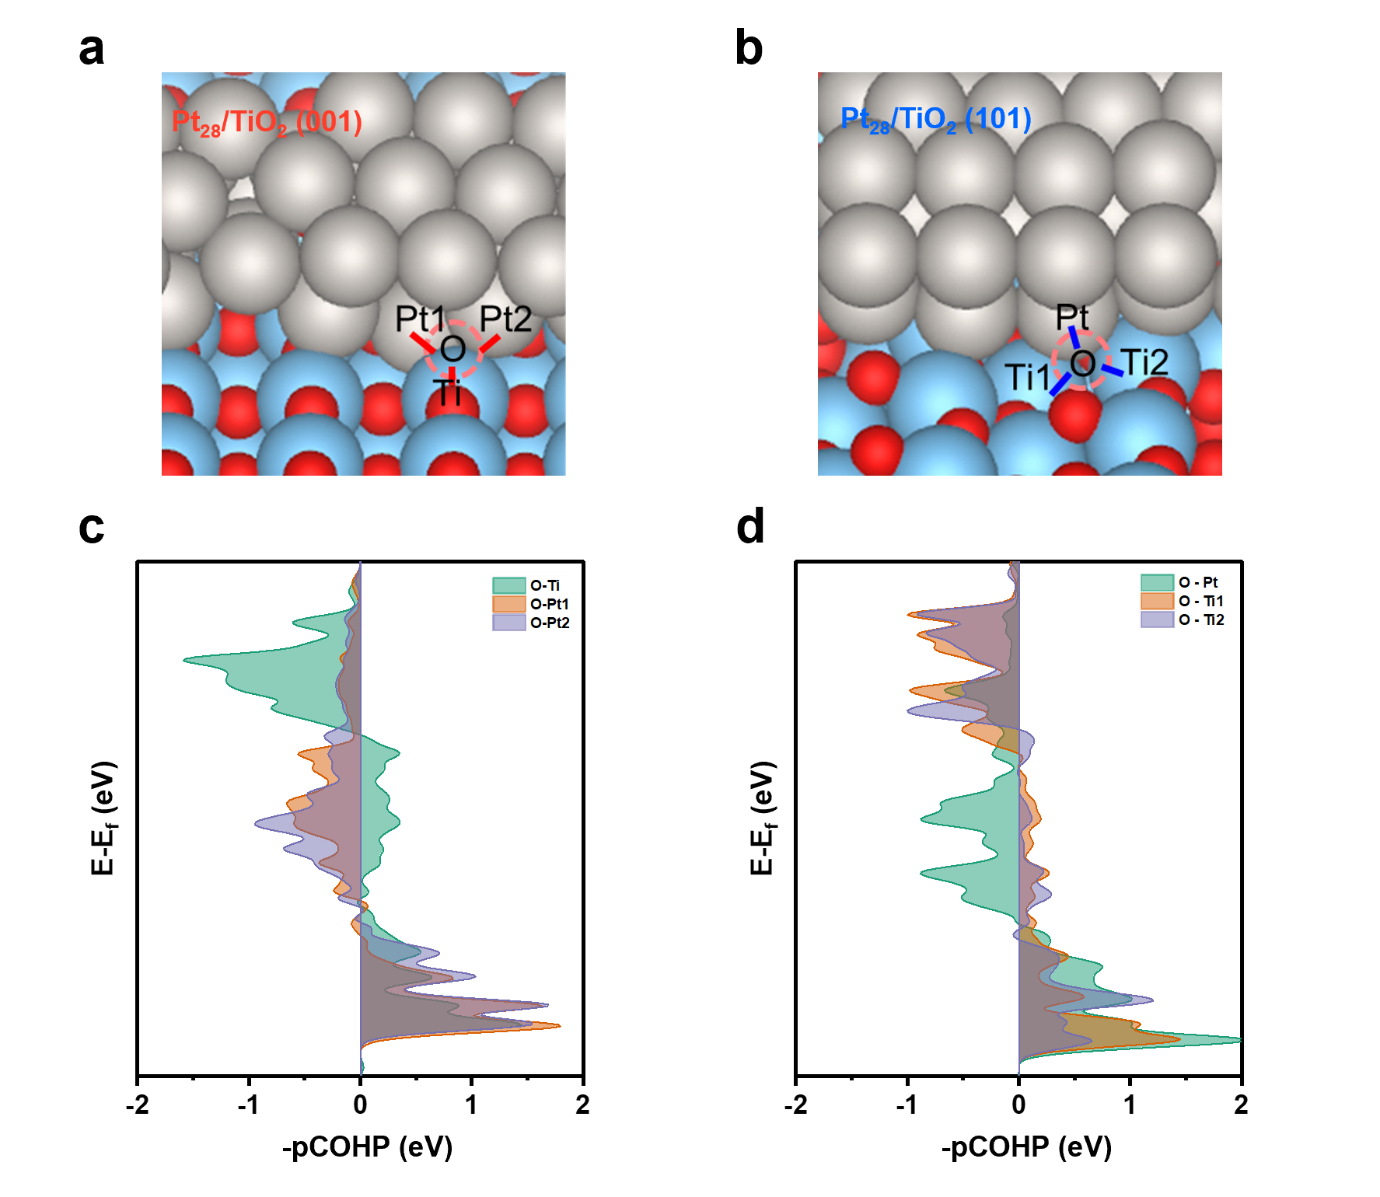 a
b
Pt28/TiO2 (001)
Pt28/TiO2 (101)
Pt1
Pt2
O
Ti
Pt
O
Ti1
Ti2
c
d
O-Ti
O-Pt1
O-Pt2
O - Pt
O - Ti1
O - Ti2
E-Ef (eV)
E-Ef (eV)
-2 -1 0 1 2
-2 -1 0 1 2
-pCOHP (eV)
-pCOHP (eV)